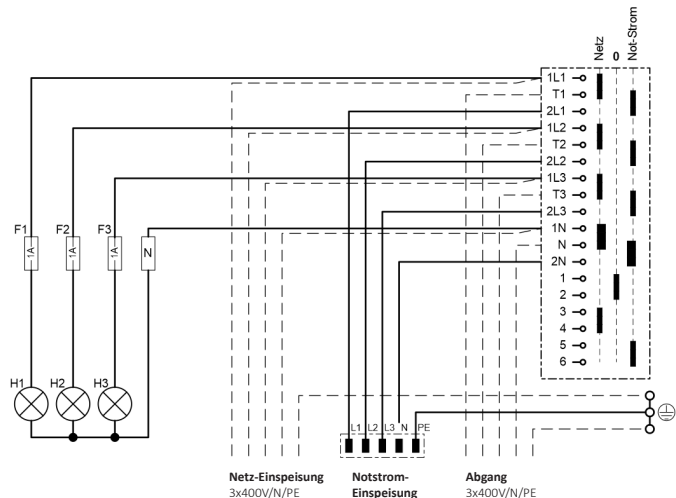 Netz
0
Not-Strom
1L1
T1
2L1
1L2
T2
2L2
1L3
T3
2L3
1N
N
2N
1
2
3
4
5
6
F1
F2
F3
1A
1A
1A
N
H1
H2
H3
L1
L2
L3
N
PE
Netz-Einspeisung
3x400V/N/PE
Notstrom-
Einspeisung
Abgang
3x400V/N/PE